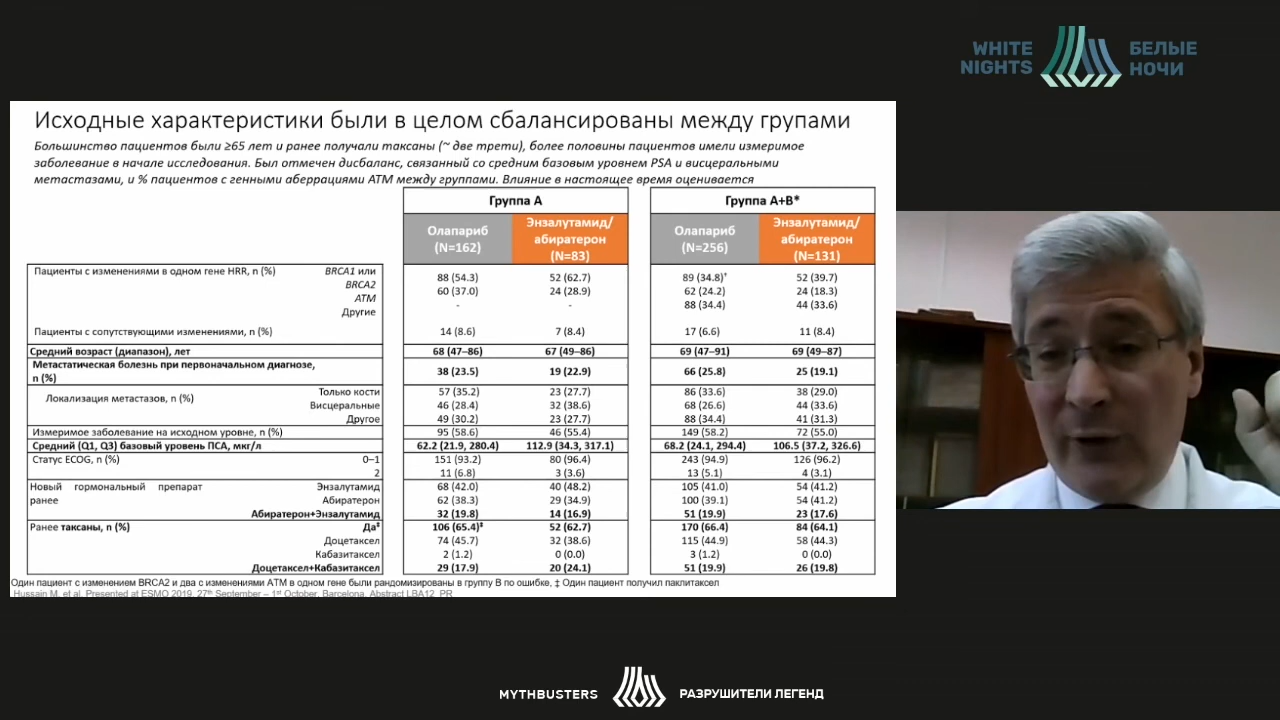 WHITE
NIGHTS
БЕЛЫЕ
НОЧИ
Исходные характеристики были в целом сбалансированы между групами
Большинство пациентов были ≥65 лет и ранее получали таксаны (~ две трети), более половины пациентов имели измеримое
заболевание в начале исследования. Был отмечен дисбаланс, связанный со средним базовым уровнем PSA и висцеральными
метастазами, и % пациентов с генными аберрациями ATM между группами. Влияние в настоящее время оценивается
Группа А Группа А+В*
Олапариб (N=162) Энзалутамид/ абиратерон (N=83) Олапариб (N=256) Энзалутамид/ абиратерон (N=131)
Пациенты с изменениями в одном гене HRR, n (%) BRCA1 или 88 (54.3) 52 (62.7) 89 (34.8)† 52 (39.7)
BRCA2 60 (37.0) 24 (28.9) 62 (24.2) 24 (18.3)
ATM - - 88 (34.4) 44 (33.6)
Другие
Пациенты с сопутствующими изменениями, n (%) 14 (8.6) 7 (8.4) 17 (6.6) 11 (8.4)
Средний возраст (диапазон), лет 68 (47–86) 67 (49–86) 69 (47–91) 69 (49–87)
Метастатическая болезнь при первоначальном диагнозе,
n (%) 38 (23.5) 19 (22.9) 66 (25.8) 25 (19.1)
Локализация метастазов, n (%) Только кости 57 (35.2) 23 (27.7) 86 (33.6) 38 (29.0)
Висцеральные 46 (28.4) 32 (38.6) 68 (26.6) 44 (33.6)
Другое 49 (30.2) 23 (27.7) 88 (34.4) 41 (31.3)
Измеримое заболевание на исходном уровне, n (%) 95 (58.6) 46 (55.4) 149 (58.2) 72 (55.0)
Средний (Q1, Q3) базовый уровень ПСА, мкг/л 62.2 (21.9, 280.4) 112.9 (34.3, 317.1) 68.2 (24.1, 294.4) 106.5 (37.2, 326.6)
Статус ECOG, n (%) 0–1 151 (93.2) 80 (96.4) 243 (94.9) 126 (96.2)
2 11 (6.8) 3 (3.6) 13 (5.1) 4 (3.1)
Новый гормональный препарат Энзалутамид 68 (42.0) 40 (48.2) 105 (41.0) 54 (41.2)
ранее Абиратерон 62 (38.3) 29 (34.9) 100 (39.1) 54 (41.2)
Абиратерон+Энзалутамид 32 (19.8) 14 (16.9) 51 (19.9) 23 (17.6)
Ранее таксаны, n (%) Да‡ 106 (65.4)‡ 52 (62.7) 170 (66.4) 84 (64.1)
Доцетаксел 74 (45.7) 32 (38.6) 115 (44.9) 58 (44.3)
Кабазитаксел 2 (1.2) 0 (0.0) 3 (1.2) 0 (0.0)
Доцетаксел+Кабазитаксел 29 (17.9) 20 (24.1) 51 (19.9) 26 (19.8)
Один пациент с изменением BRCA2 и два с изменениями ATM в одном гене были рандомизированы в группу В по ошибке, ‡ Один пациент получил паклитаксел
Hussain M, et al. Presented at ESMO 2019, 27th September – 1st October, Barcelona. Abstract LBA12_PR
MYTHBUSTERS
РАЗРУШИТЕЛИ ЛЕГЕНД